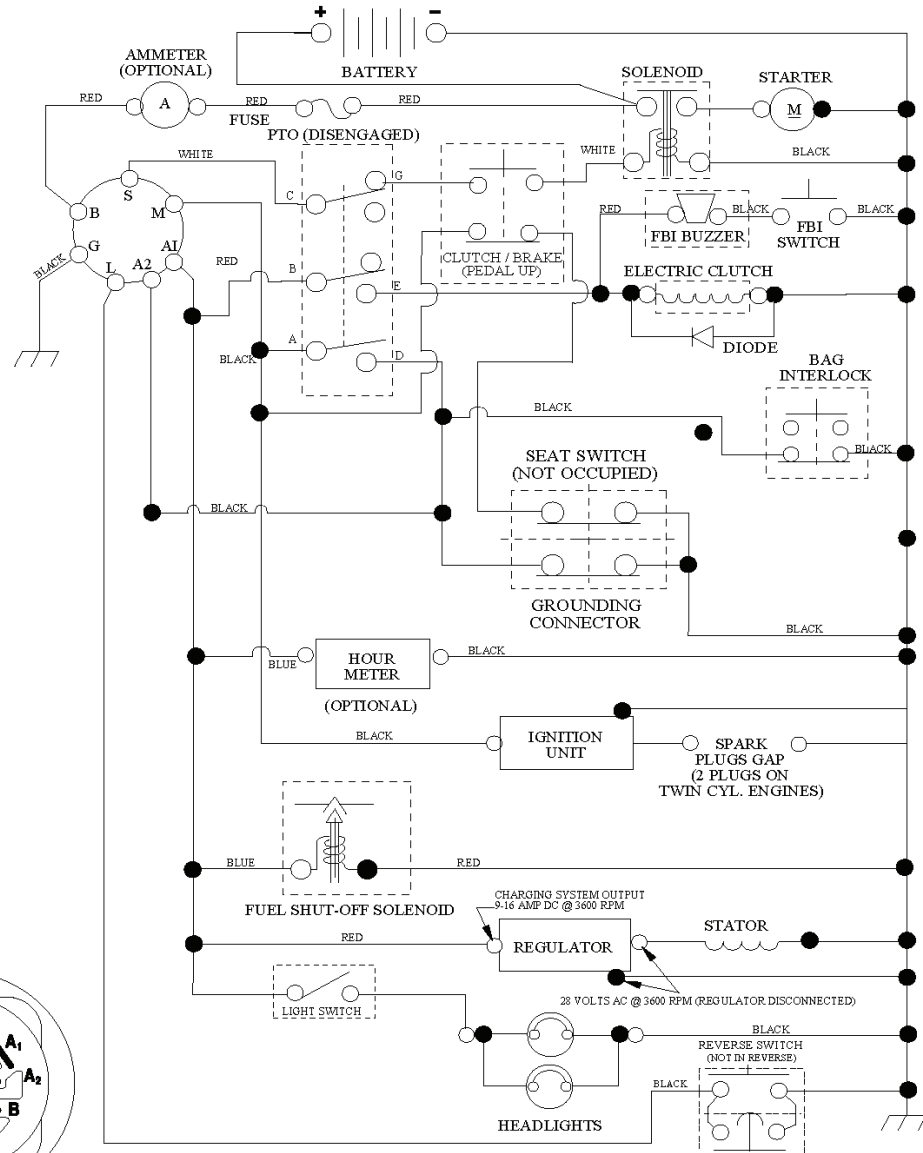 + −
BATTERY
AMMETER
(OPTIONAL)
A
RED
RED
FUSE
RED
PTO (DISENGAGED)
SOLENOID
STARTER
M
WHITE
WHITE
BLACK
S
B
M
G
L
A2
A1
BLACK
C
G
RED
B
E
A
BLACK
D
CLUTCH / BRAKE
(PEDAL UP)
RED
FBI BUZZER
BLACK
FBI
SWITCH
BLACK
ELECTRIC CLUTCH
DIODE
BAG
INTERLOCK
BLACK
BLACK
SEAT SWITCH
(NOT OCCUPIED)
BLACK
GROUNDING
CONNECTOR
BLACK
BLUE
HOUR
METER
(OPTIONAL)
BLACK
BLACK
IGNITION
UNIT
SPARK
PLUGS GAP
(2 PLUGS ON
TWIN CYL. ENGINES)
BLUE
RED
FUEL SHUT-OFF SOLENOID
CHARGING SYSTEM OUTPUT
9-16 AMP DC @ 3600 RPM
RED
REGULATOR
STATOR
28 VOLTS AC @ 3600 RPM (REGULATOR DISCONNECTED)
LIGHT SWITCH
BLACK
HEADLIGHTS
REVERSE SWITCH
(NOT IN REVERSE)
BLACK
A1
A2
B